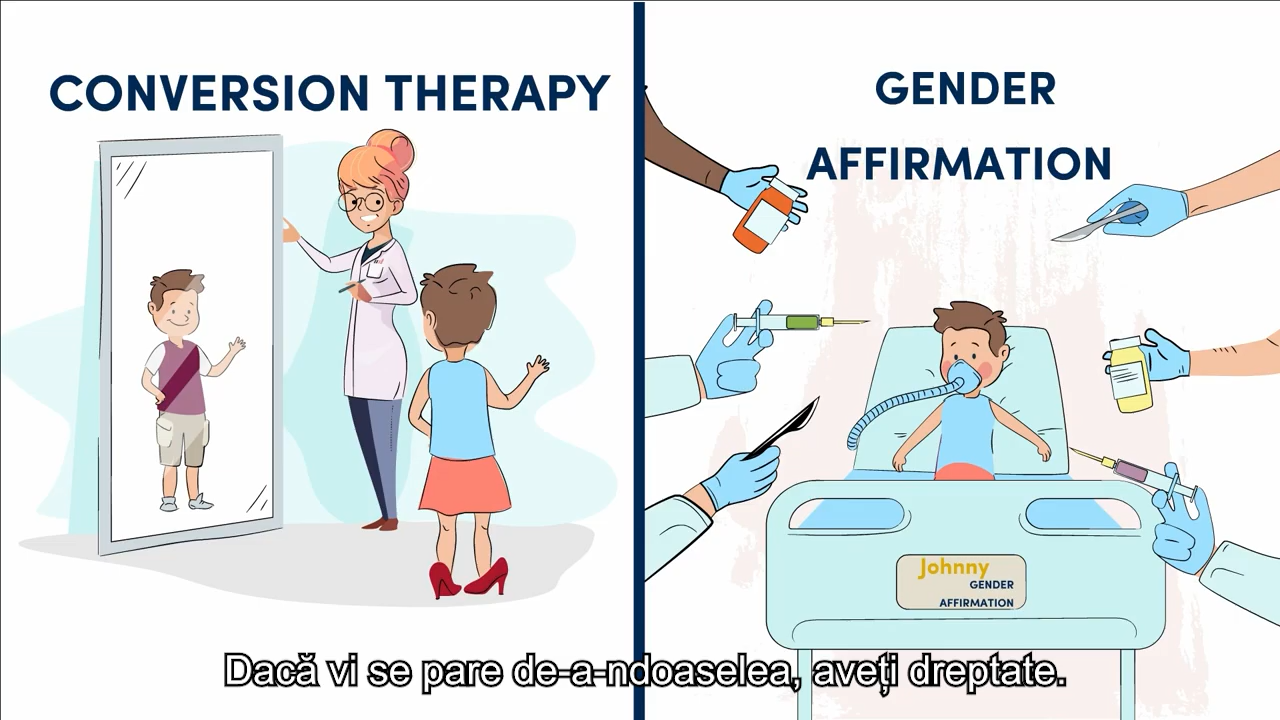 CONVERSION THERAPY
GENDER
AFFIRMATION
Johnny
GENDER
AFFIRMATION
Dacă vi se pare de-a-ndoaselea, aveți dreptate.